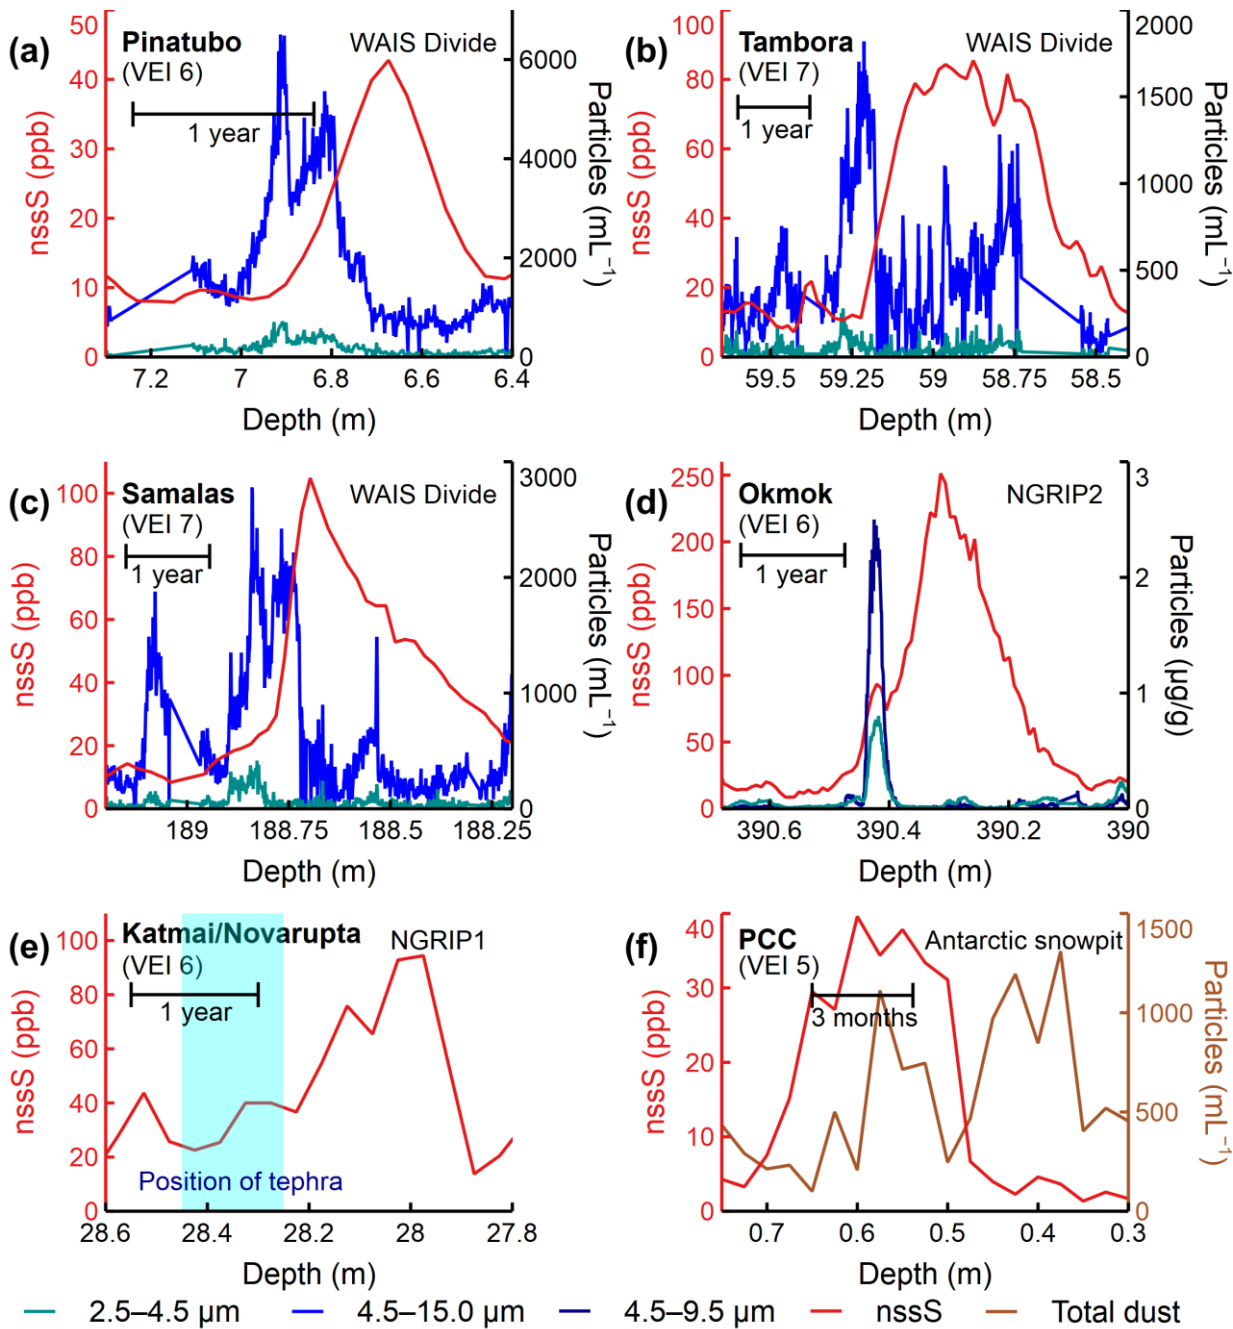 (a)
Pinatubo
(VEI 6)
WAIS Divide
1 year
50
40
30
20
10
0
nssS (ppb)
6000
4000
2000
0
Particles (mL⁻¹)
7.2
7
6.8
6.6
6.4
Depth (m)
(b)
Tambora
(VEI 7)
WAIS Divide
1 year
100
80
60
40
20
0
nssS (ppb)
2000
1500
1000
500
0
Particles (mL⁻¹)
59.5
59.25
59
58.75
58.5
Depth (m)
(c)
Samalas
(VEI 7)
WAIS Divide
1 year
100
80
60
40
20
0
nssS (ppb)
3000
2000
1000
0
Particles (mL⁻¹)
189
188.75
188.5
188.25
Depth (m)
(d)
Okmok
(VEI 6)
NGRIP2
1 year
250
200
150
100
50
0
nssS (ppb)
3
2
1
0
Particles (µg/g)
390.6
390.4
390.2
390
Depth (m)
(e)
Katmai/Novarupta
(VEI 6)
NGRIP1
1 year
Position of tephra
100
80
60
40
20
0
nssS (ppb)
28.6
28.4
28.2
28
27.8
Depth (m)
(f)
PCC
(VEI 5)
Antarctic snowpit
3 months
40
30
20
10
0
nssS (ppb)
1500
1000
500
0
Particles (mL⁻¹)
0.7
0.6
0.5
0.4
0.3
Depth (m)
2.5–4.5 µm
4.5–15.0 µm
4.5–9.5 µm
nssS
Total dust